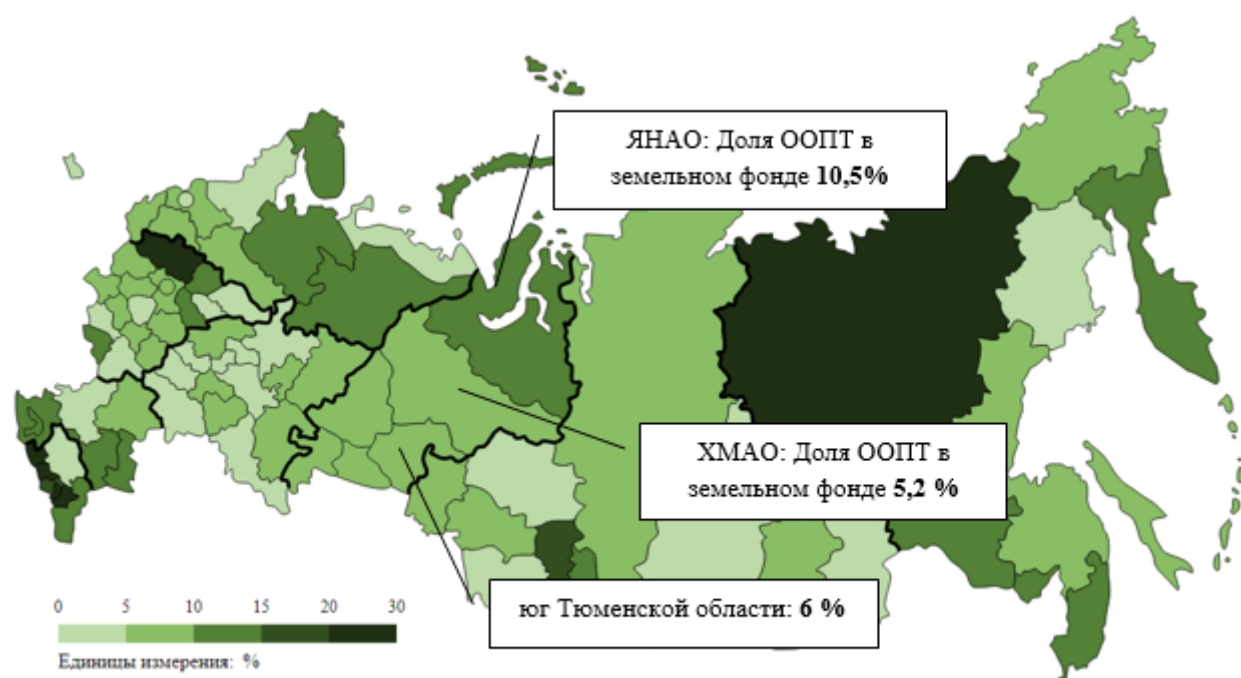 ЯНАО: Доля ООПТ в
земельном фонде 10,5%
ХМАО: Доля ООПТ в
земельном фонде 5,2 %
юг Тюменской области: 6 %
0 5 10 15 20 30
Единицы измерения: %